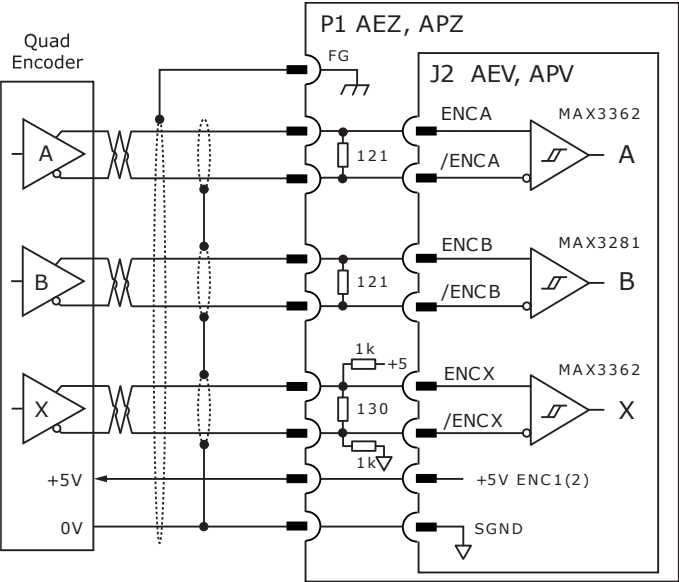 P1 AEZ, APZ
Quad
Encoder
FG
J2 AEV, APV
ENCA
MAX3362
A
121
/ENCA
A
ENCB
MAX3281
B
121
/ENCB
B
1k
+5
ENCX
MAX3362
X
130
/ENCX
X
1k
+5V
+5V ENC1(2)
0V
SGND